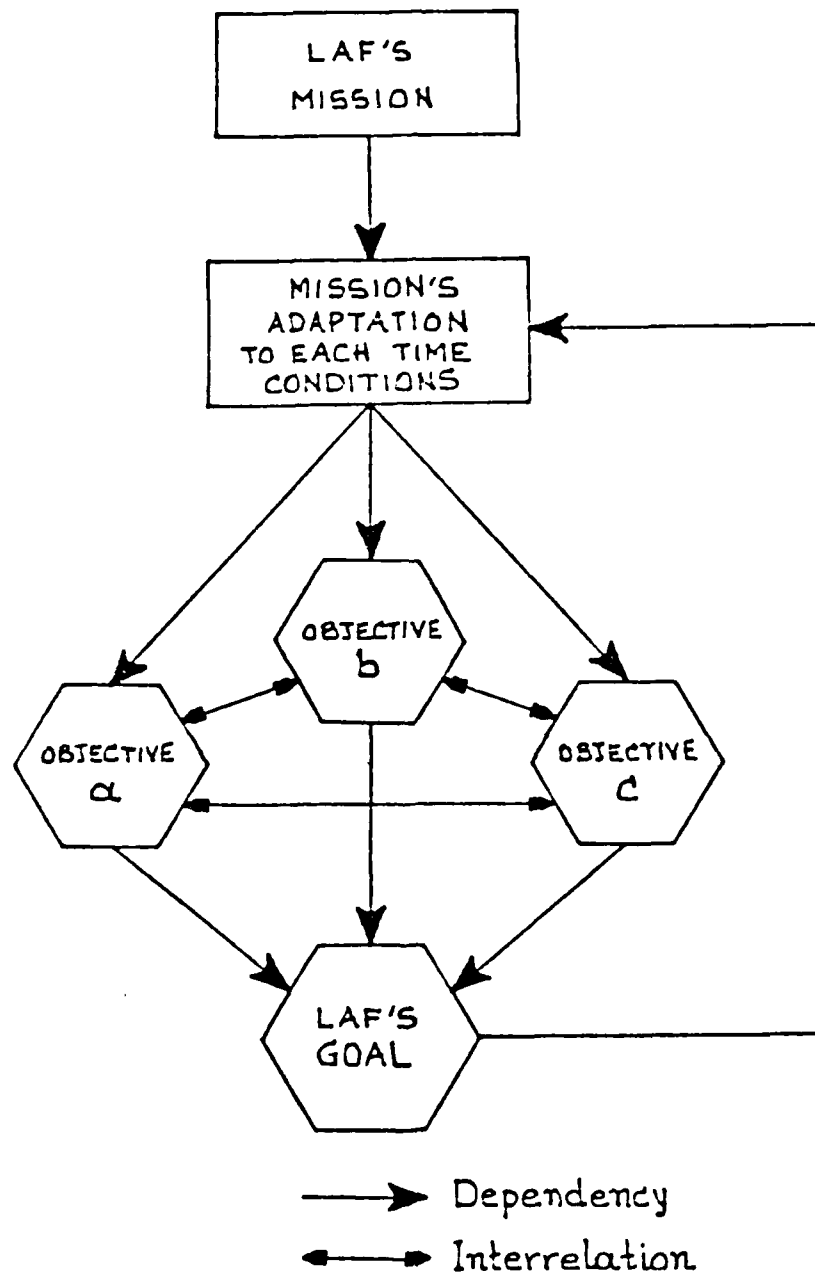 LAF'S
MISSION
MISSION'S
ADAPTATION
TO EACH TIME
CONDITIONS
OBJECTIVE
b
OBJECTIVE
a
OBJECTIVE
c
LAF'S
GOAL
Dependency
Interrelation